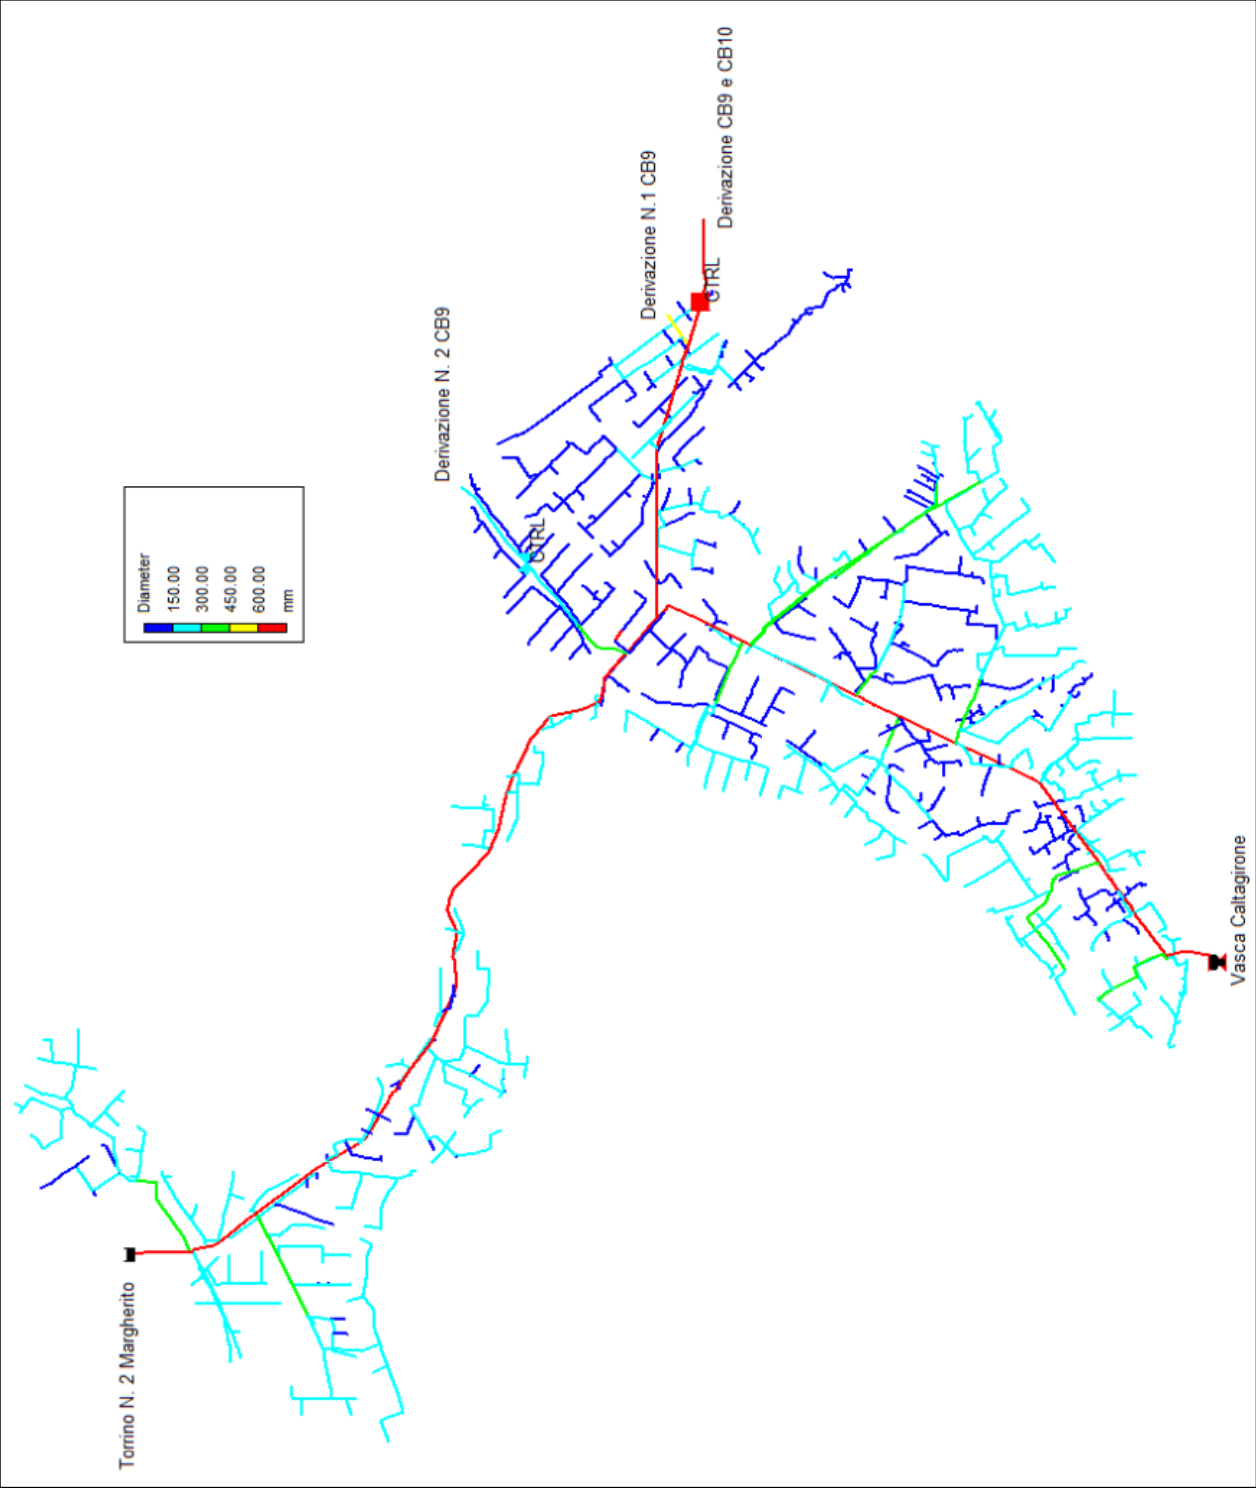 Derivazione CB9 e CB10
Derivazione N.1 CB9
CTRL
Derivazione N. 2 CB9
CTRL
Diameter
150.00
300.00
450.00
600.00
mm
Vasca Caltagirone
Torrino N. 2 Margherito